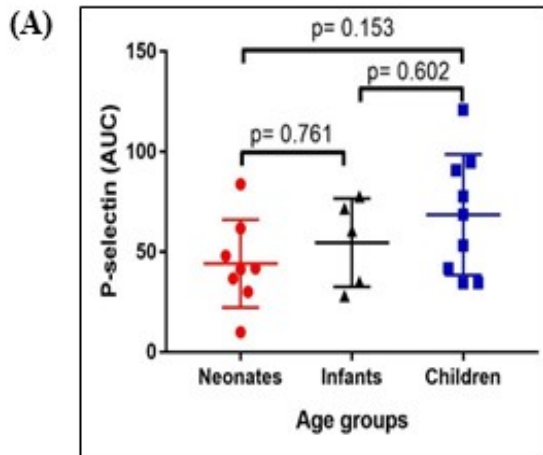 (A)
p= 0.153
p= 0.602
p= 0.761
150
100
50
0
P-selectin (AUC)
Neonates Infants Children
Age groups